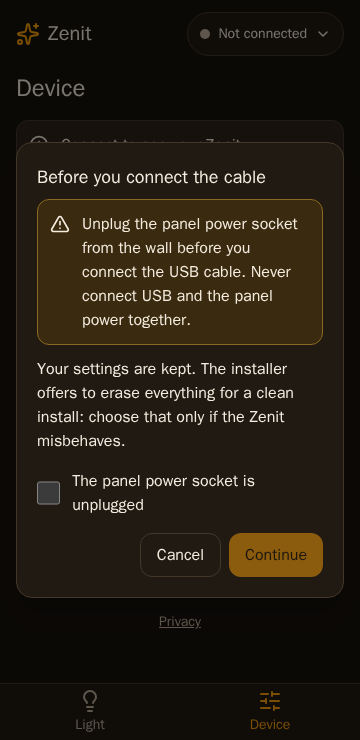 Zenit
Not connected
Device
Before you connect the cable
Unplug the panel power socket
from the wall before you
connect the USB cable. Never
connect USB and the panel
power together.
Your settings are kept. The installer
offers to erase everything for a clean
install: choose that only if the Zenit
misbehaves.
The panel power socket is
unplugged
Cancel
Continue
Privacy
Light
Device